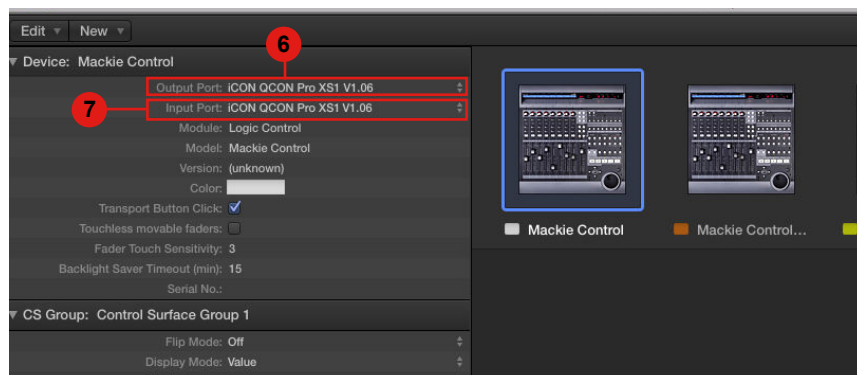 Edit New
6
Device: Mackie Control
Output Port: iCON QCON Pro XS1 V1.06
7
Input Port: iCON QCON Pro XS1 V1.06
Module: Logic Control
Model: Mackie Control
Version: (unknown)
Color:
Transport Button Click:
Touchless movable faders:
Fader Touch Sensitivity: 3
Backlight Saver Timeout (min): 15
Serial No.:
CS Group: Control Surface Group 1
Flip Mode: Off
Display Mode: Value
Mackie Control
Mackie Control...